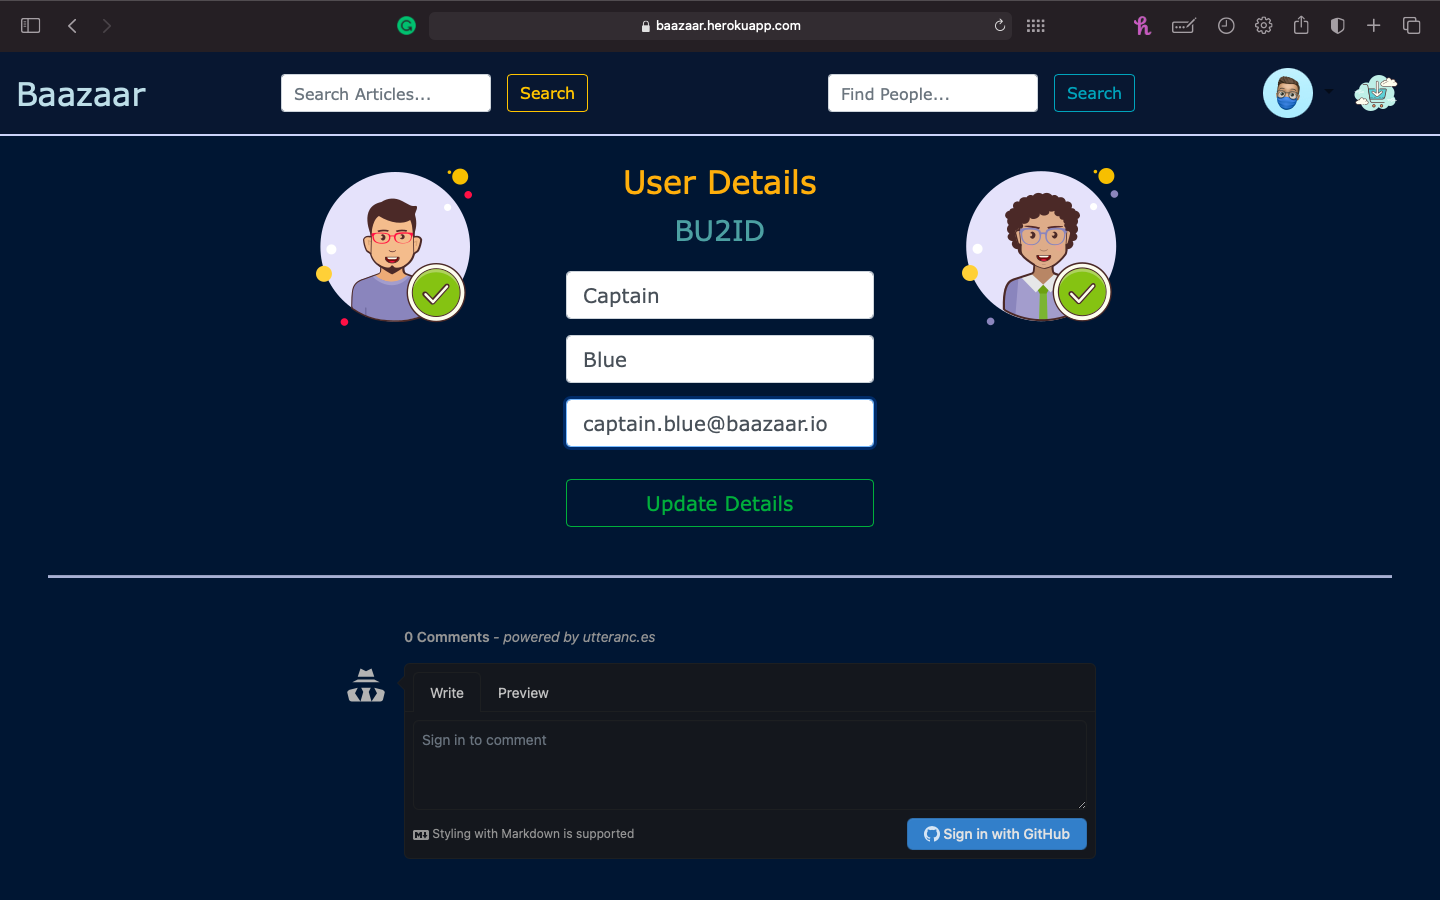 baazaar.herokuapp.com
Baazaar
Search Articles...
Search
Find People...
Search
User Details
BU2ID
Captain
Blue
captain.blue@baazaar.io
Update Details
0 Comments - powered by utteranc.es
Write
Preview
Sign in to comment
Styling with Markdown is supported
Sign in with GitHub